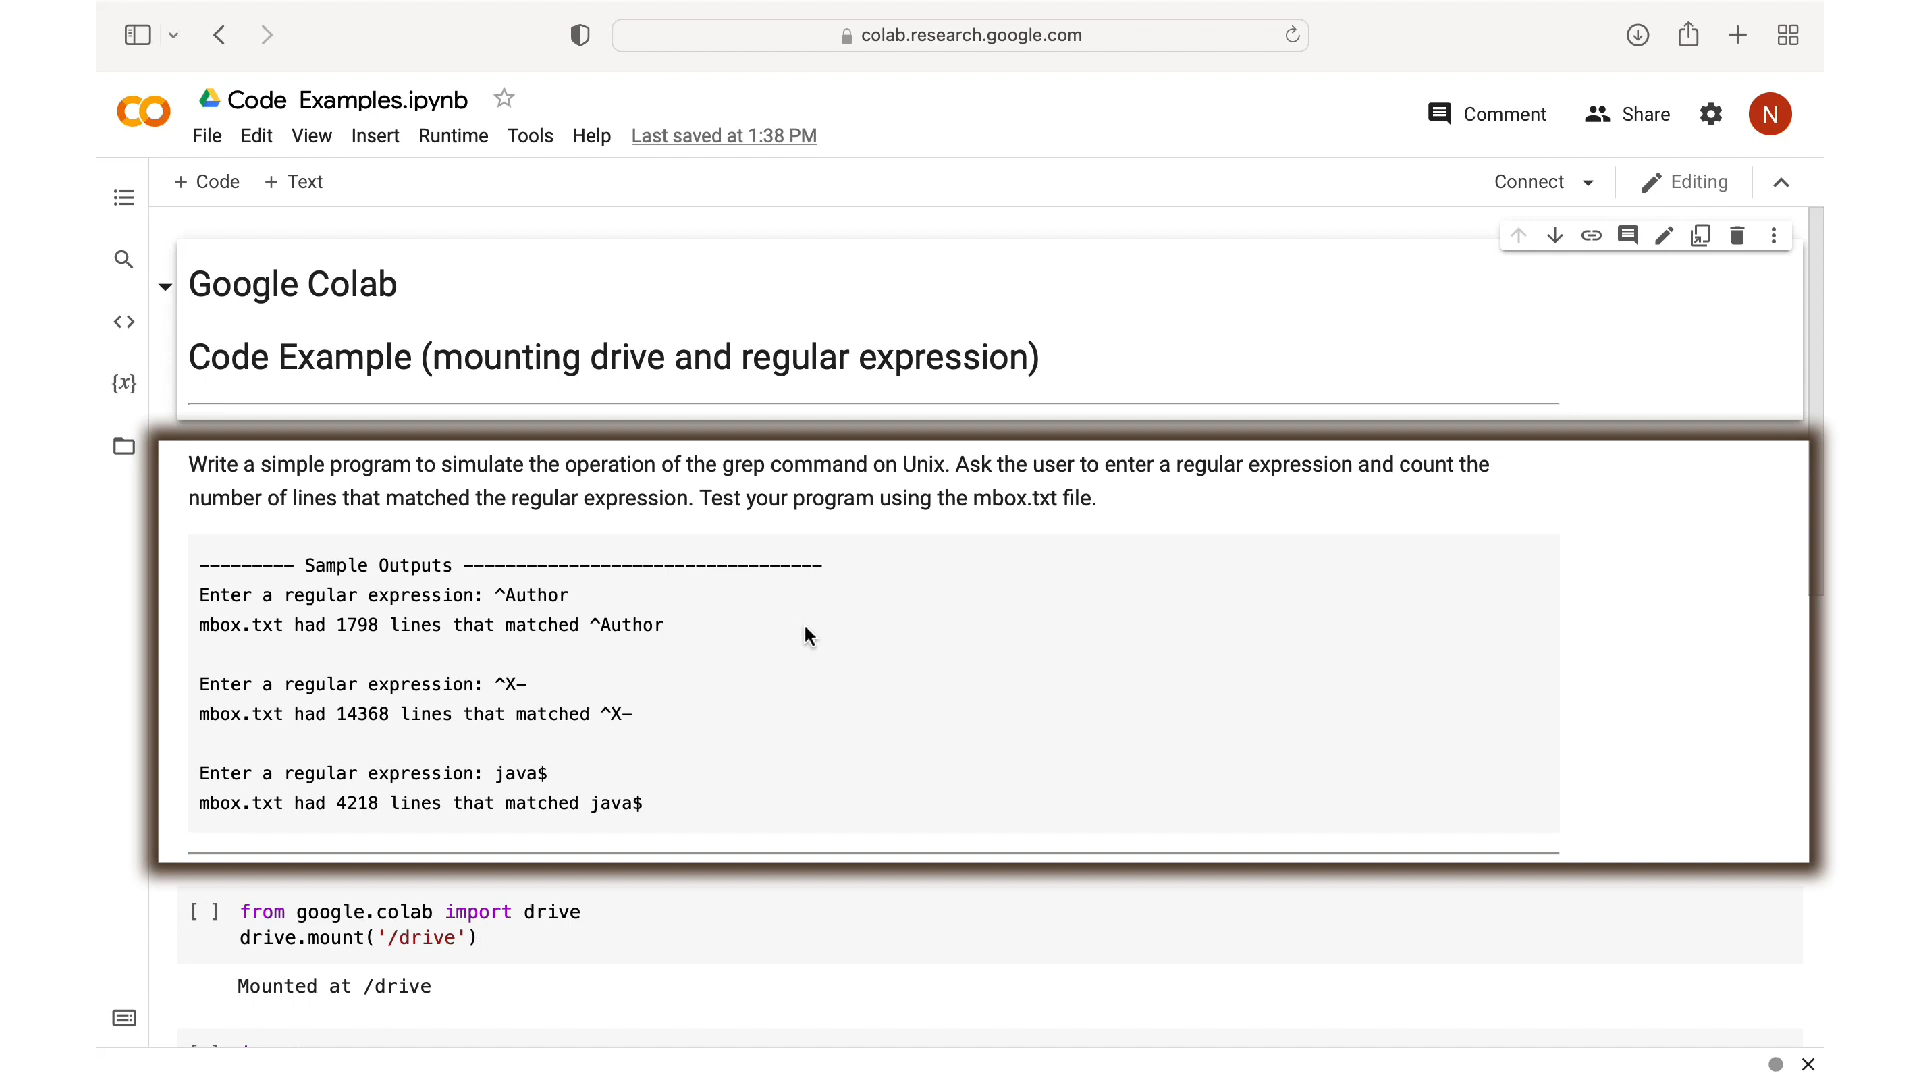 colab.research.google.com
Code Examples.ipynb
Comment
Share
N
File Edit View Insert Runtime Tools Help Last saved at 1:38 PM
+ Code + Text
Connect
Editing
Google Colab
Code Example (mounting drive and regular expression)
{x}
Write a simple program to simulate the operation of the grep command on Unix. Ask the user to enter a regular expression and count the
number of lines that matched the regular expression. Test your program using the mbox.txt file.
--------- Sample Outputs ----------------------------------
Enter a regular expression: ^Author
mbox.txt had 1798 lines that matched ^Author
Enter a regular expression: ^X-
mbox.txt had 14368 lines that matched ^X-
Enter a regular expression: java$
mbox.txt had 4218 lines that matched java$
[ ] from google.colab import drive
drive.mount('/drive')
Mounted at /drive